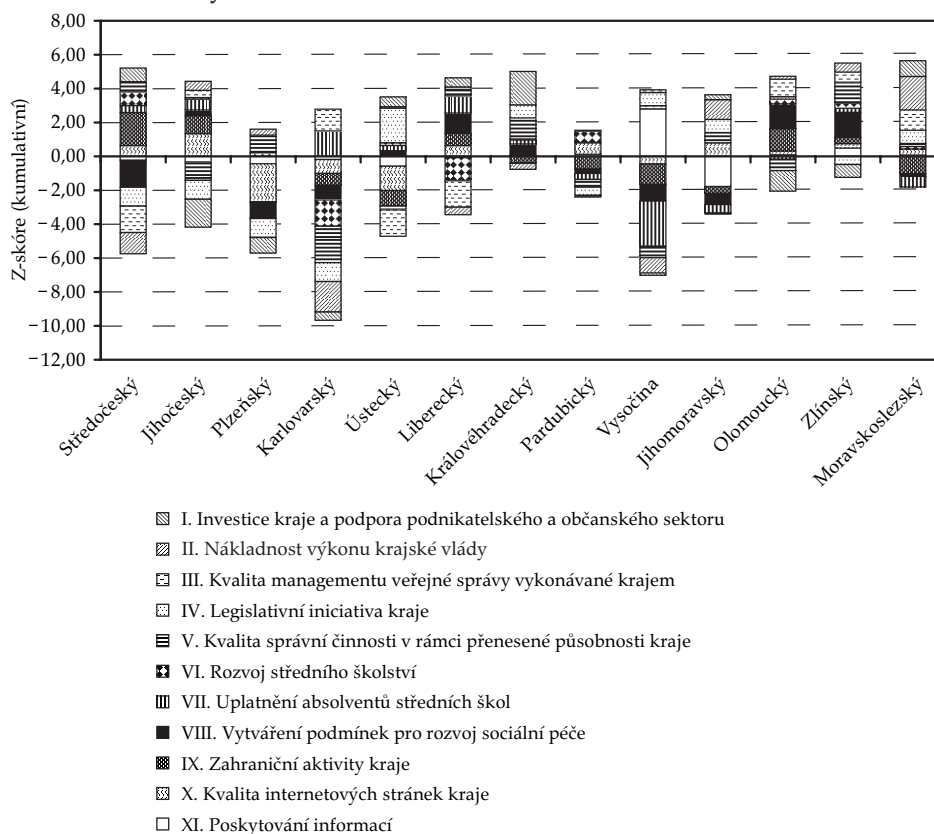 8,00
6,00
4,00
2,00
0,00
−2,00
−4,00
−6,00
−8,00
−10,00
−12,00
Z-skóre (kumulativní)
Středočeský
Jihočeský
Plzeňský
Karlovarský
Ústecký
Liberecký
Královéhradecký
Pardubický
Vysočina
Jihomoravský
Olomoucký
Zlínský
Moravskoslezský
I. Investice kraje a podpora podnikatelského a občanského sektoru
II. Nákladnost výkonu krajské vlády
III. Kvalita managementu veřejné správy vykonávané krajem
IV. Legislativní iniciativa kraje
V. Kvalita správní činnosti v rámci přenesené působnosti kraje
VI. Rozvoj středního školství
VII. Uplatnění absolventů středních škol
VIII. Vytváření podmínek pro rozvoj sociální péče
IX. Zahraniční aktivity kraje
X. Kvalita internetových stránek kraje
XI. Poskytování informací